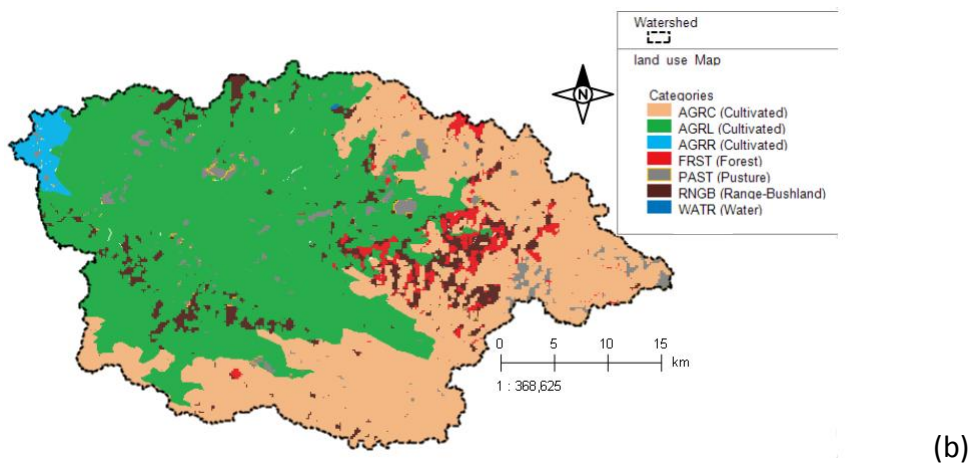 Watershed
land use Map
Categories
AGRC (Cultivated)
AGRL (Cultivated)
AGRR (Cultivated)
FRST (Forest)
PAST (Pusture)
RNGB (Range-Bushland)
WATR (Water)
N
0 5 10 15
km
1 : 368,625
(b)